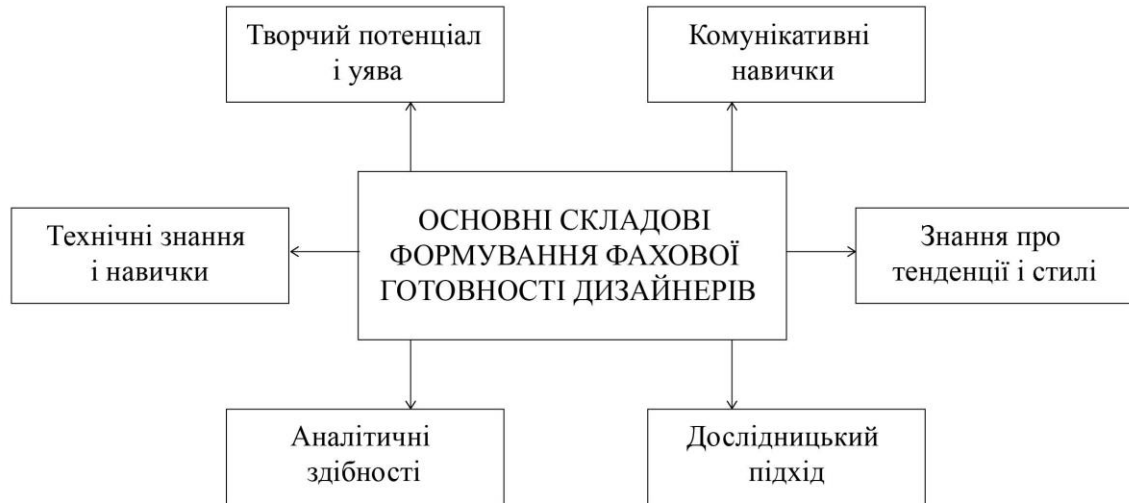 Творчий потенціал
і уява
Комунікативні
навички
Технічні знання
і навички
ОСНОВНІ СКЛАДОВІ
ФОРМУВАННЯ ФАХОВОЇ
ГОТОВНОСТІ ДИЗАЙНЕРІВ
Знання про
тенденції і стилі
Аналітичні
здібності
Дослідницький
підхід